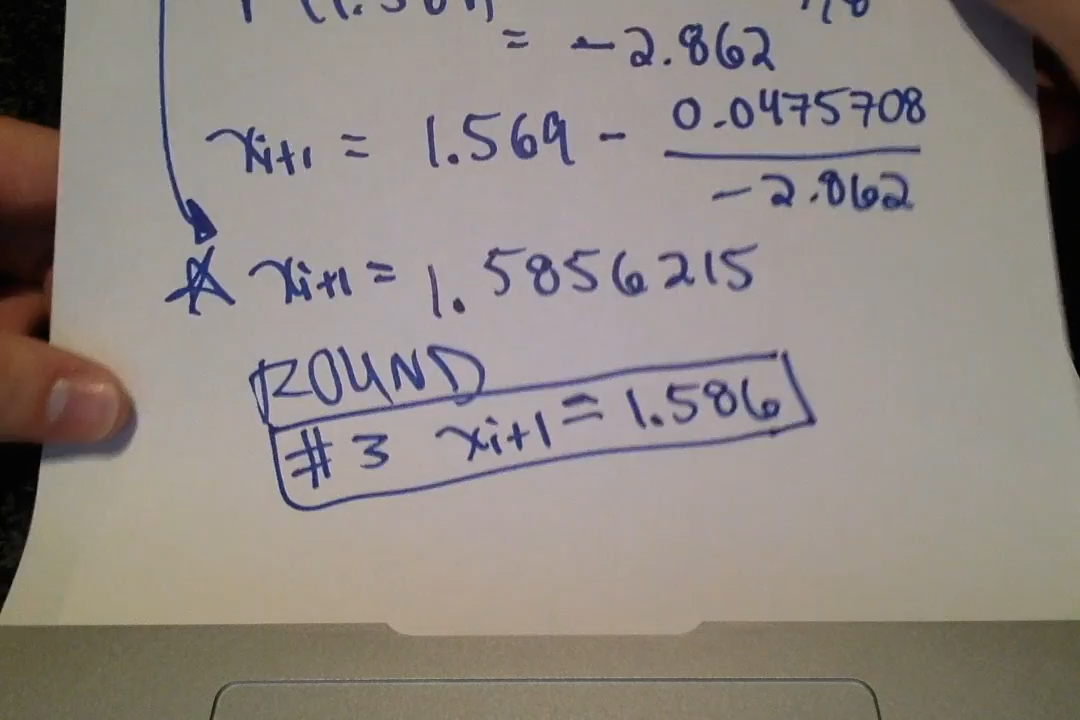 = -2.862
xi+1 = 1.569 - 0.0475708 / -2.862
xi+1 = 1.5856215
ROUND
#3 xi+1 = 1.586